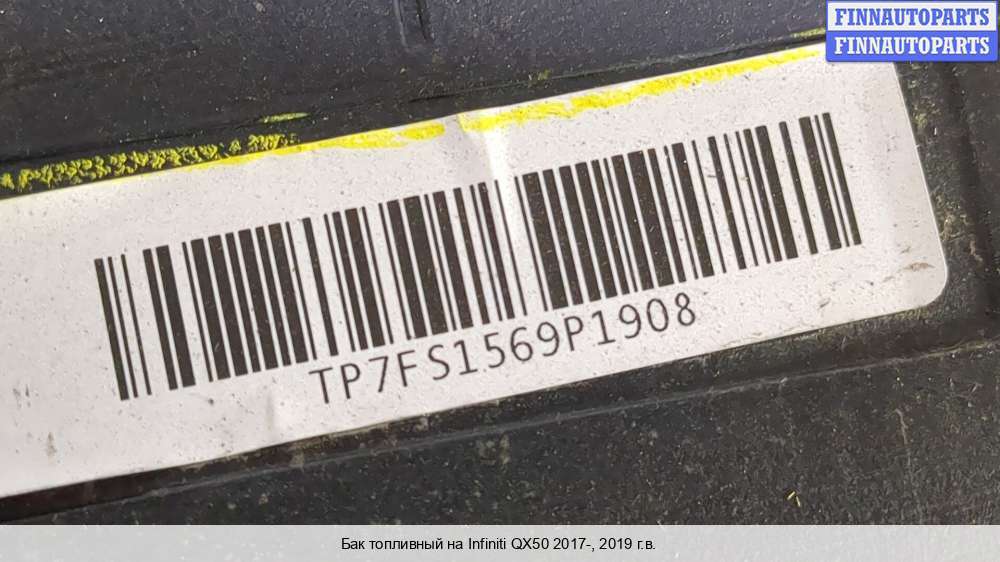 FINNAUTOPARTS
FINNAUTOPARTS
TP7FS1569P1908
Бак топливный на Infiniti QX50 2017-, 2019 г.в.